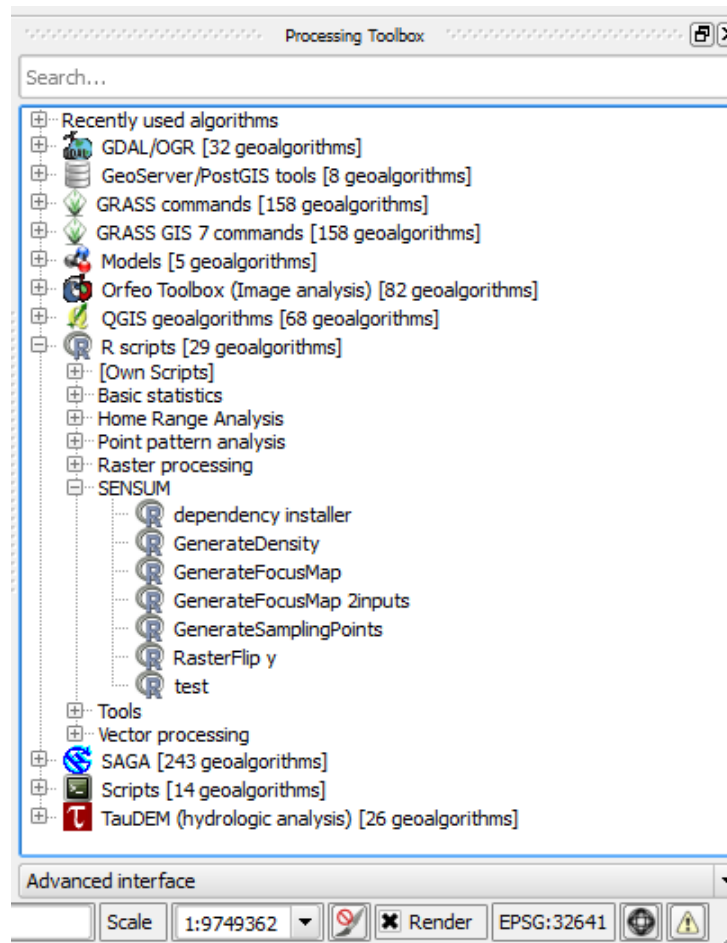 Processing Toolbox
Search...
Recently used algorithms
GDAL/OGR [32 geoalgorithms]
GeoServer/PostGIS tools [8 geoalgorithms]
GRASS commands [158 geoalgorithms]
GRASS GIS 7 commands [158 geoalgorithms]
Models [5 geoalgorithms]
Orfeo Toolbox (Image analysis) [82 geoalgorithms]
QGIS geoalgorithms [68 geoalgorithms]
R scripts [29 geoalgorithms]
[Own Scripts]
Basic statistics
Home Range Analysis
Point pattern analysis
Raster processing
SENSUM
dependency installer
GenerateDensity
GenerateFocusMap
GenerateFocusMap 2inputs
GenerateSamplingPoints
RasterFlip y
test
Tools
Vector processing
SAGA [243 geoalgorithms]
Scripts [14 geoalgorithms]
TauDEM (hydrologic analysis) [26 geoalgorithms]
Advanced interface
Scale 1:9749362 Render EPSG:32641